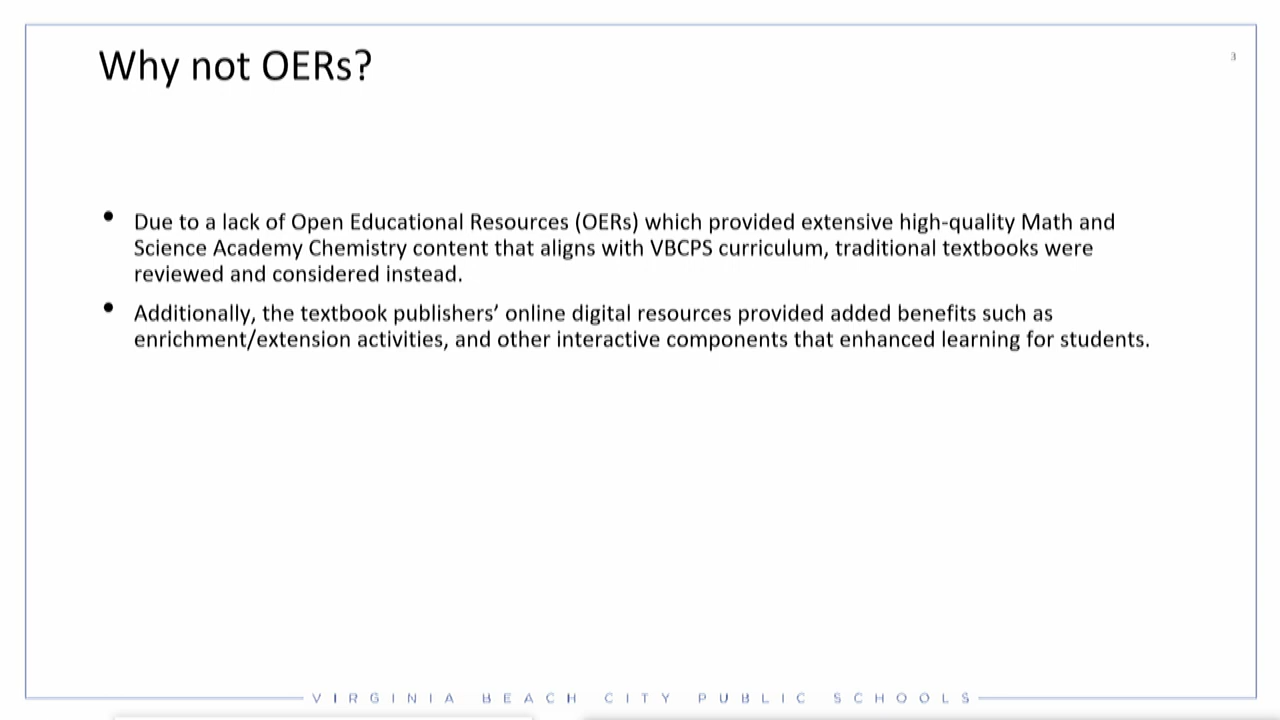 Why not OERs?
3
• Due to a lack of Open Educational Resources (OERs) which provided extensive high-quality Math and
Science Academy Chemistry content that aligns with VBCPS curriculum, traditional textbooks were
reviewed and considered instead.
• Additionally, the textbook publishers’ online digital resources provided added benefits such as
enrichment/extension activities, and other interactive components that enhanced learning for students.
VIRGINIA BEACH CITY PUBLIC SCHOOLS